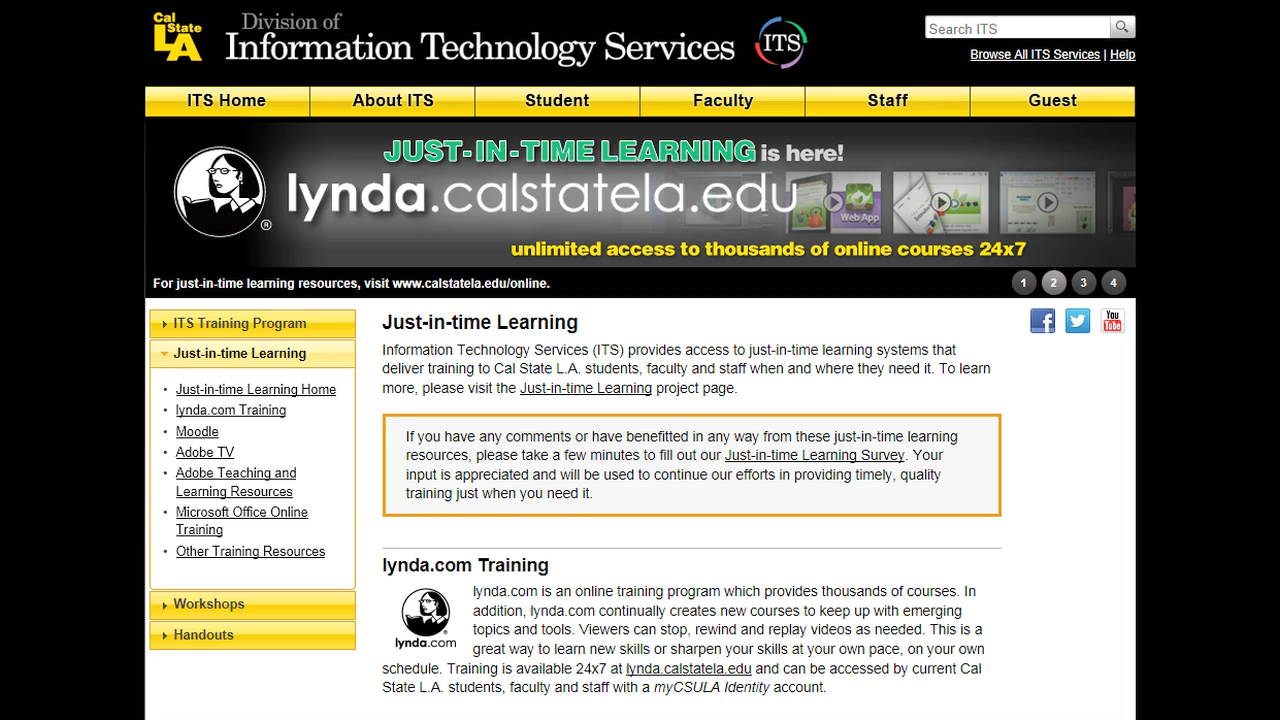 Cal State LA
Division of
Information Technology Services
ITS
Search ITS
Browse All ITS Services | Help
ITS Home
About ITS
Student
Faculty
Staff
Guest
JUST-IN-TIME LEARNING is here!
lynda.calstatela.edu
Web App
®
unlimited access to thousands of online courses 24x7
For just-in-time learning resources, visit www.calstatela.edu/online.
1 2 3 4
ITS Training Program
Just-in-time Learning
• Just-in-time Learning Home
• lynda.com Training
• Moodle
• Adobe TV
• Adobe Teaching and
Learning Resources
• Microsoft Office Online
Training
• Other Training Resources
Workshops
Handouts
Just-in-time Learning
Information Technology Services (ITS) provides access to just-in-time learning systems that
deliver training to Cal State L.A. students, faculty and staff when and where they need it. To learn
more, please visit the Just-in-time Learning project page.
If you have any comments or have benefitted in any way from these just-in-time learning
resources, please take a few minutes to fill out our Just-in-time Learning Survey. Your
input is appreciated and will be used to continue our efforts in providing timely, quality
training just when you need it.
lynda.com Training
lynda.com
lynda.com is an online training program which provides thousands of courses. In
addition, lynda.com continually creates new courses to keep up with emerging
topics and tools. Viewers can stop, rewind and replay videos as needed. This is a
great way to learn new skills or sharpen your skills at your own pace, on your own
schedule. Training is available 24x7 at lynda.calstatela.edu and can be accessed by current Cal
State L.A. students, faculty and staff with a myCSULA Identity account.
You Tube